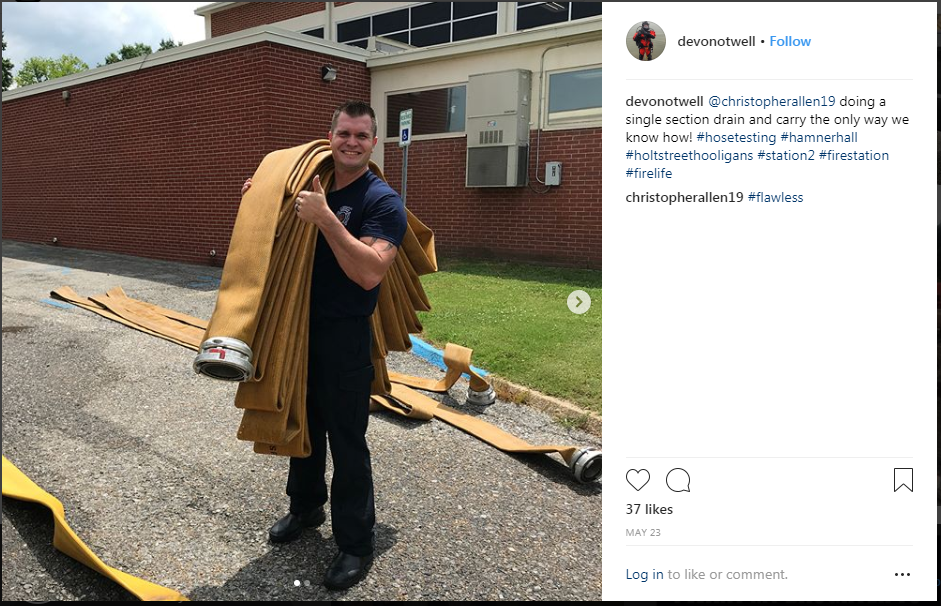 devonotwell • Follow
devonotwell @christopherallen19 doing a
single section drain and carry the only way we
know how! #hosetesting #hamnerhall
#holtstreethooligans #station2 #firestation
#firelife
christopherallen19 #flawless
37 likes
MAY 23
Log in to like or comment.